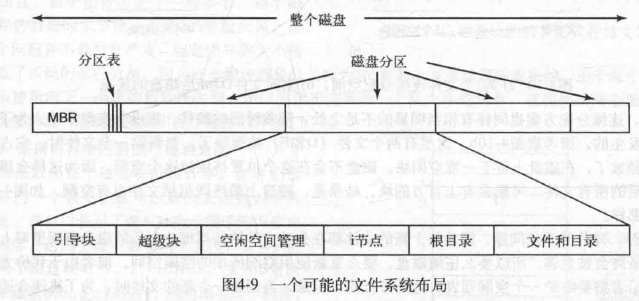 整个磁盘
分区表
磁盘分区
MBR
引导块
超级块
空闲空间管理
i节点
根目录
文件和目录
图4-9 一个可能的文件系统布局